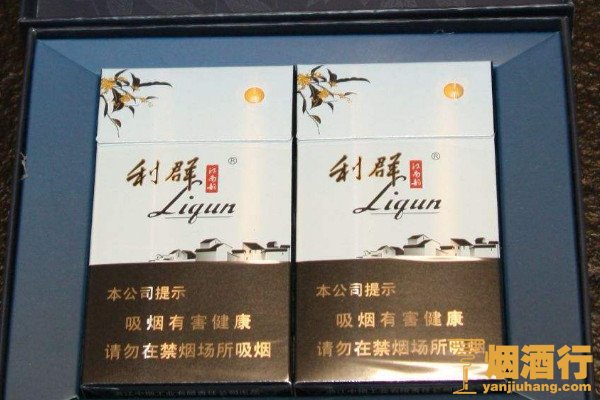 利群
江南韵
®
Liqun
本公司提示
吸烟有害健康
请勿在禁烟场所吸烟
利群
江南韵
®
Liqun
本公司提示
吸烟有害健康
请勿在禁烟场所吸烟
烟酒行
yanjiuhang.com